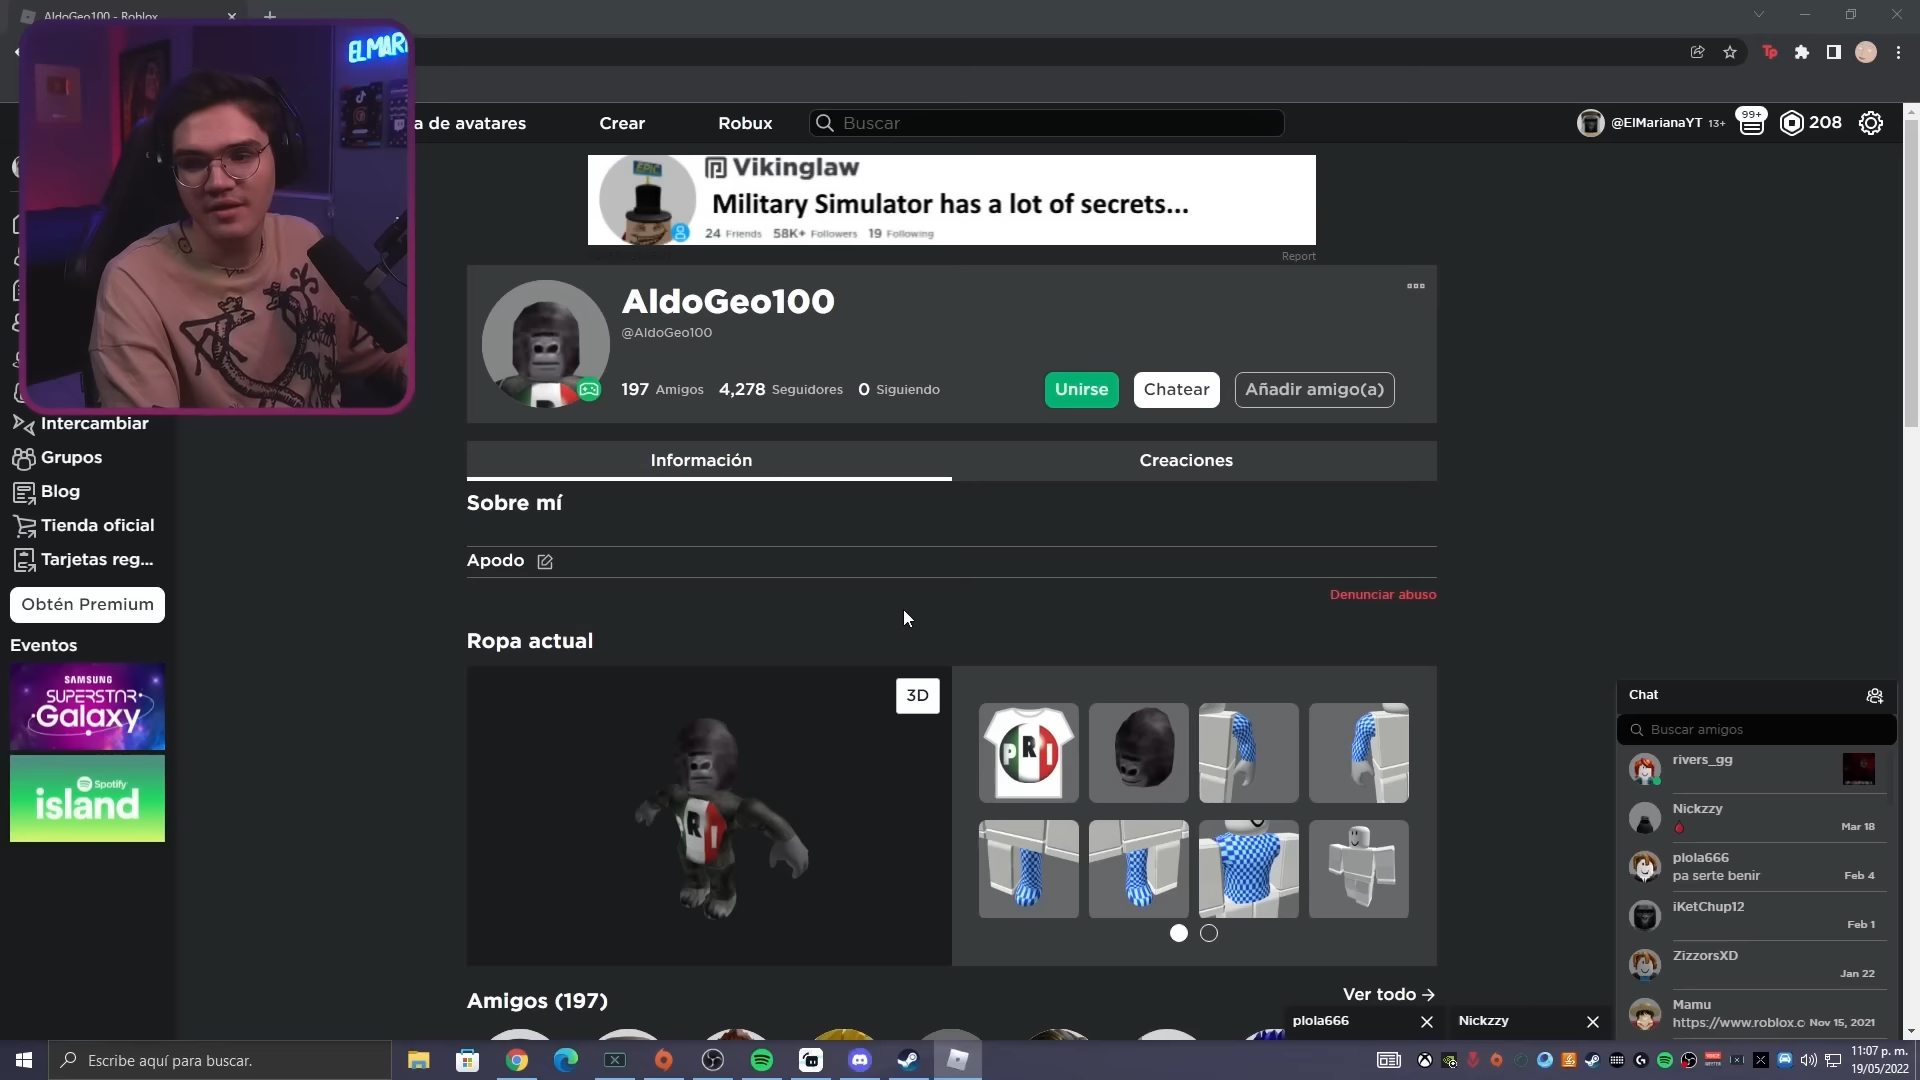 AldoGeo100 - Roblox
EL MARI
a de avatares
Crear
Robux
Buscar
@ElMarianaYT 13+
99+
208
EPIC
Vikinglaw
Military Simulator has a lot of secrets...
24 Friends 58K+ Followers 19 Following
Report
AldoGeo100
@AldoGeo100
197 Amigos 4,278 Seguidores 0 Siguiendo
Unirse
Chatear
Añadir amigo(a)
Intercambiar
Grupos
Blog
Tienda oficial
Tarjetas reg...
Obtén Premium
Eventos
SAMSUNG
SUPERSTAR
Galaxy
Spotify
island
Información
Creaciones
Sobre mí
Apodo
Denunciar abuso
Ropa actual
3D
PRI
RI
Amigos (197)
Ver todo →
Chat
Buscar amigos
rivers_gg
Nickzzy
Mar 18
plola666
pa serte benir
Feb 4
iKetChup12
Feb 1
ZizzorsXD
Jan 22
Mamu
https://www.roblox.c
Nov 15, 2021
plola666
Nickzzy
Escribe aquí para buscar.
11:07 p. m.
19/05/2022